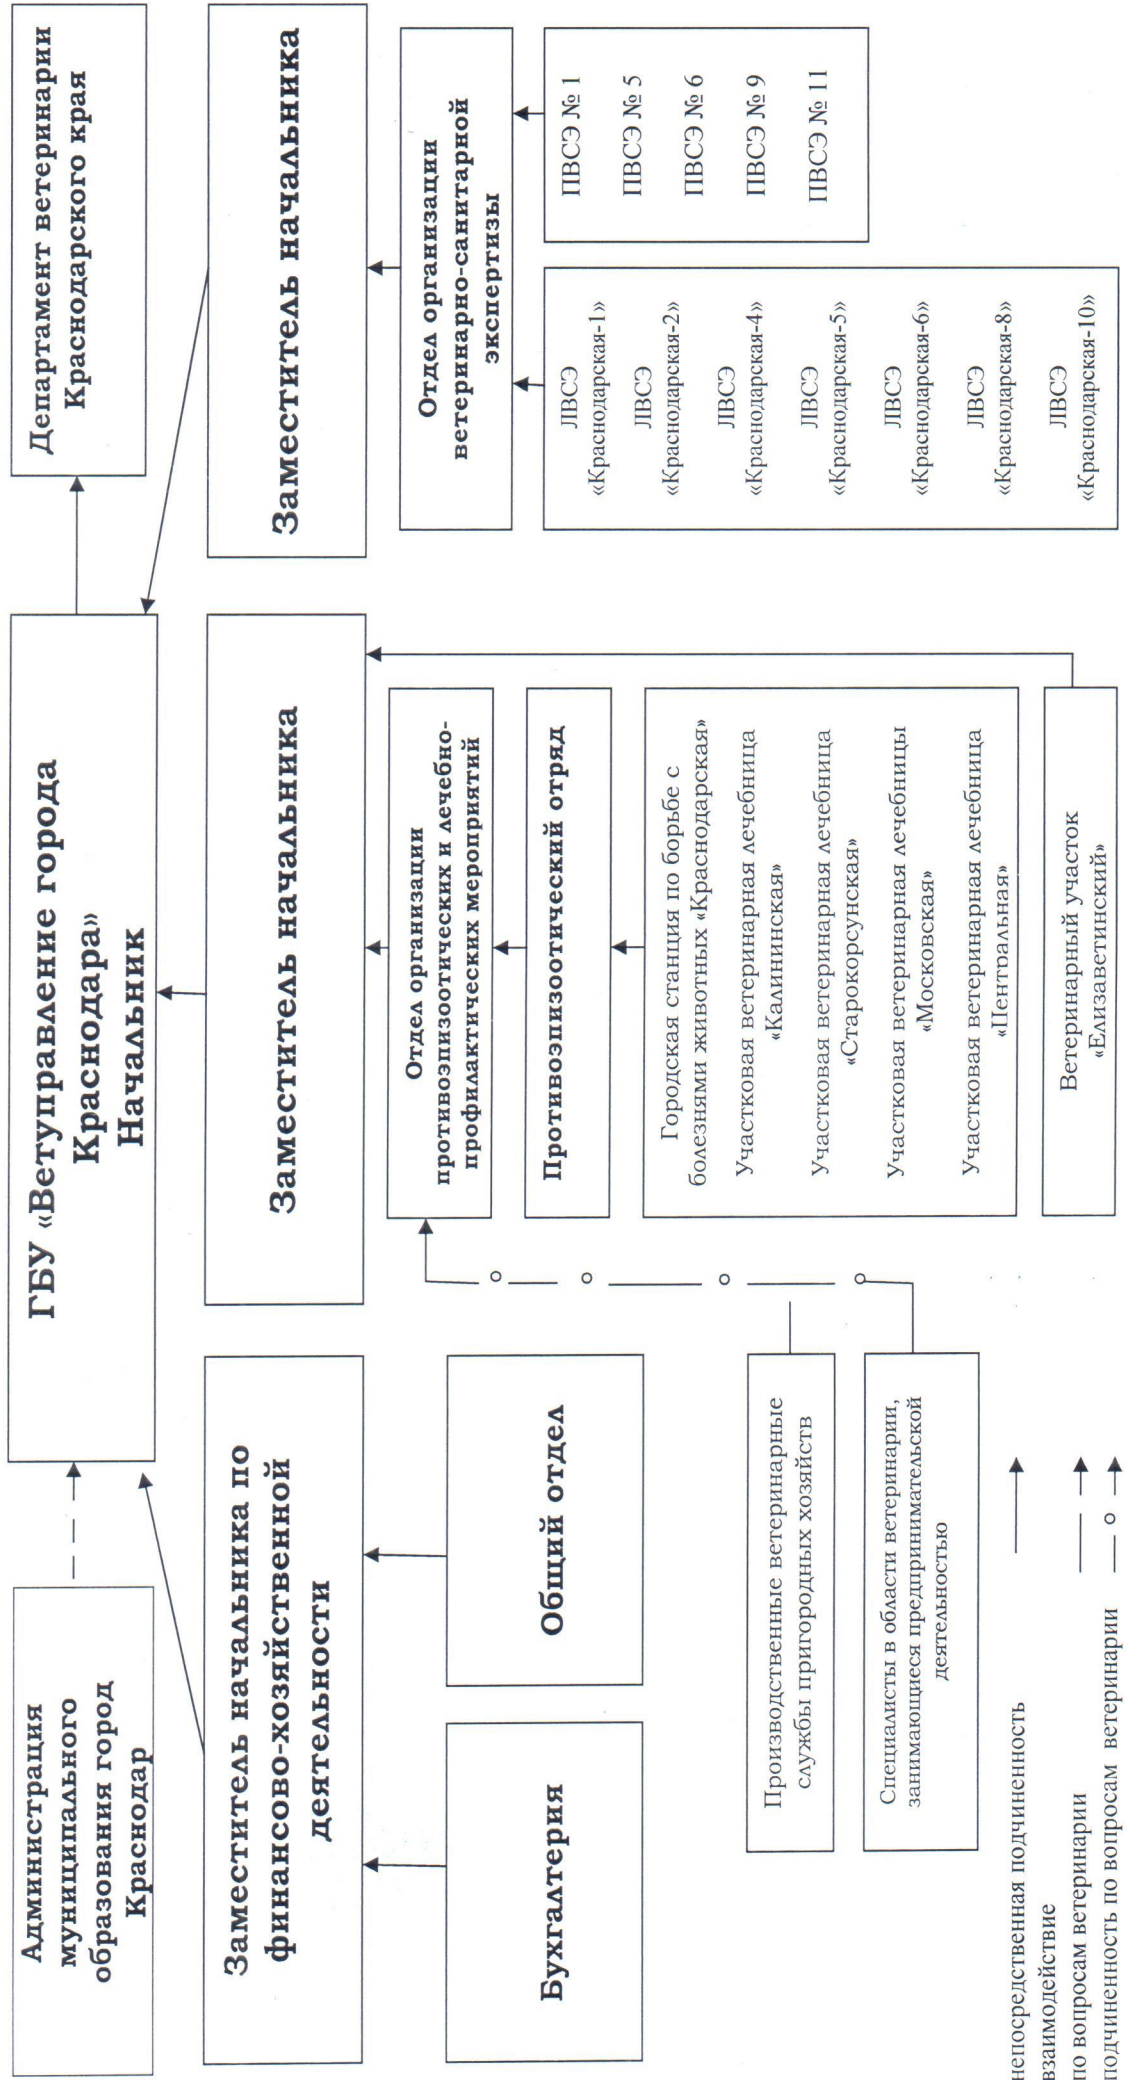 Администрация
муниципального
образования город
Краснодар
ГБУ «Ветуправление города
Краснодара»
Начальник
Департамент ветеринарии
Краснодарского края
Заместитель начальника по
финансово-хозяйственной
деятельности
Заместитель начальника
Заместитель начальника
Бухгалтерия
Общий отдел
Отдел организации
противоэпизоотических и лечебно-
профилактических мероприятий
Противоэпизоотический отряд
Городская станция по борьбе с
болезнями животных «Краснодарская»
Участковая ветеринарная лечебница
«Калининская»
Участковая ветеринарная лечебница
«Старокорсунская»
Участковая ветеринарная лечебницы
«Московская»
Участковая ветеринарная лечебница
«Пентральная»
Ветеринарный участок
«Елизаветинский»
Отдел организации
ветеринарно-санитарной
экспертизы
ЛВСЭ
«Краснодарская-1»
ЛВСЭ
«Краснодарская-2»
ЛВСЭ
«Краснодарская-4»
ЛВСЭ
«Краснодарская-5»
ЛВСЭ
«Краснодарская-6»
ЛВСЭ
«Краснодарская-8»
ЛВСЭ
«Краснодарская-10»
ПВСЭ № 1
ПВСЭ № 5
ПВСЭ № 6
ПВСЭ № 9
ПВСЭ № 11
Производственные ветеринарные
службы пригородных хозяйств
Специалисты в области ветеринарии,
занимающиеся предпринимательской
деятельностью
непосредственная подчиненность
взаимодействие
по вопросам ветеринарии
подчиненность по вопросам ветеринарии